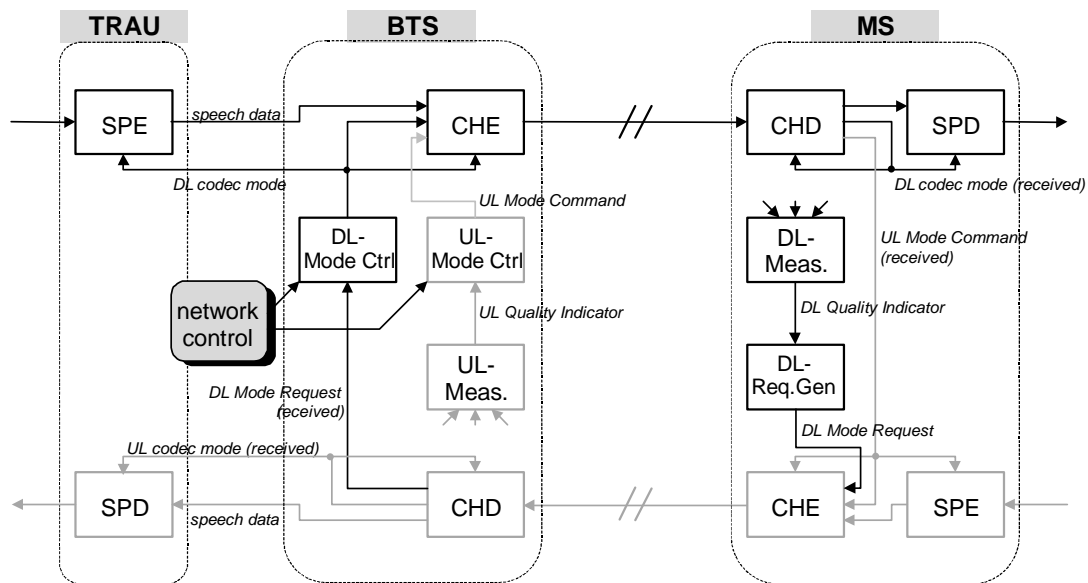 TRAU
BTS
MS
SPE
speech data
CHE
CHD
SPD
DL codec mode
DL codec mode (received)
UL Mode Command
DL-
Mode Ctrl
UL-
Mode Ctrl
DL-
Meas.
UL Mode Command
(received)
network
control
UL Quality Indicator
DL Quality Indicator
UL-
Meas.
DL-
Req.Gen
DL Mode Request
(received)
DL Mode Request
UL codec mode (received)
SPD
speech data
CHD
CHE
SPE